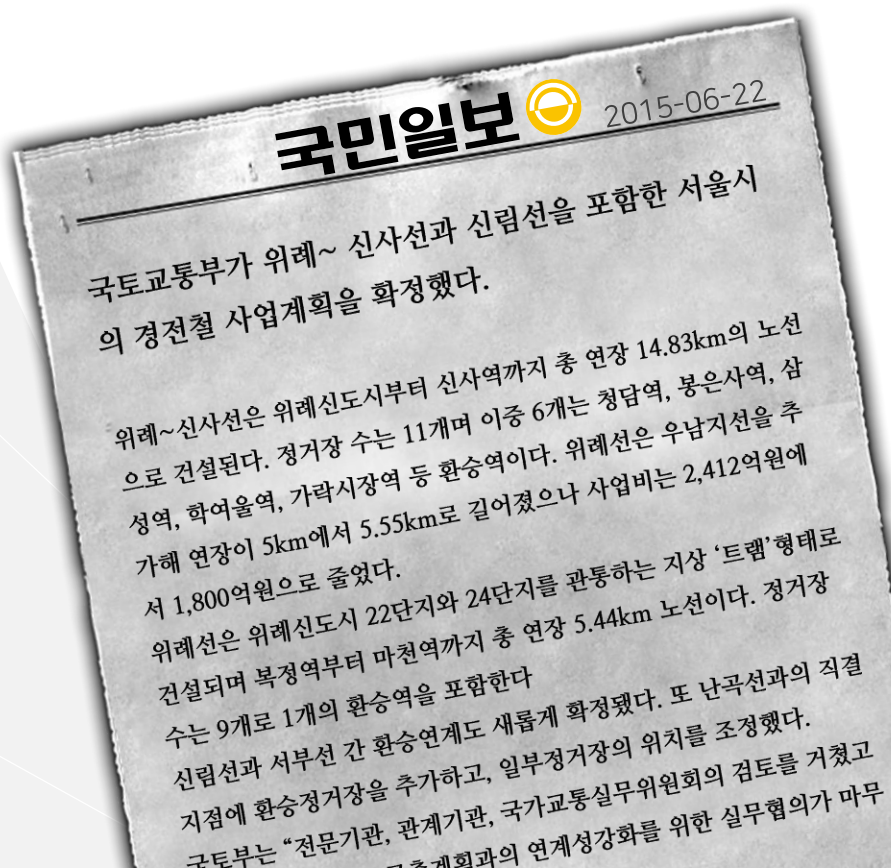 국민일보 2015-06-22
국토교통부가 위례~ 신사선과 신림선을 포함한 서울시
의 경전철 사업계획을 확정했다.
위례~신사선은 위례신도시부터 신사역까지 총 연장 14.83km의 노선
으로 건설된다. 정거장 수는 11개며 이중 6개는 청담역, 봉은사역, 삼
성역, 학여울역, 가락시장역 등 환승역이다. 위례선은 우남지선을 추
가해 연장이 5km에서 5.55km로 길어졌으나 사업비는 2,412억원에
서 1,800억원으로 줄었다.
위례선은 위례신도시 22단지와 24단지를 관통하는 지상 ‘트램’형태로
건설되며 복정역부터 마천역까지 총 연장 5.44km 노선이다. 정거장
수는 9개로 1개의 환승역을 포함한다
신림선과 서부선 간 환승연계도 새롭게 확정됐다. 또 난곡선과의 직결
지점에 환승정거장을 추가하고, 일부정거장의 위치를 조정했다.
국토부는 “전문기관, 관계기관, 국가교통실무위원회의 검토를 거쳤고
연계성강화를 위한 실무협의가 마무